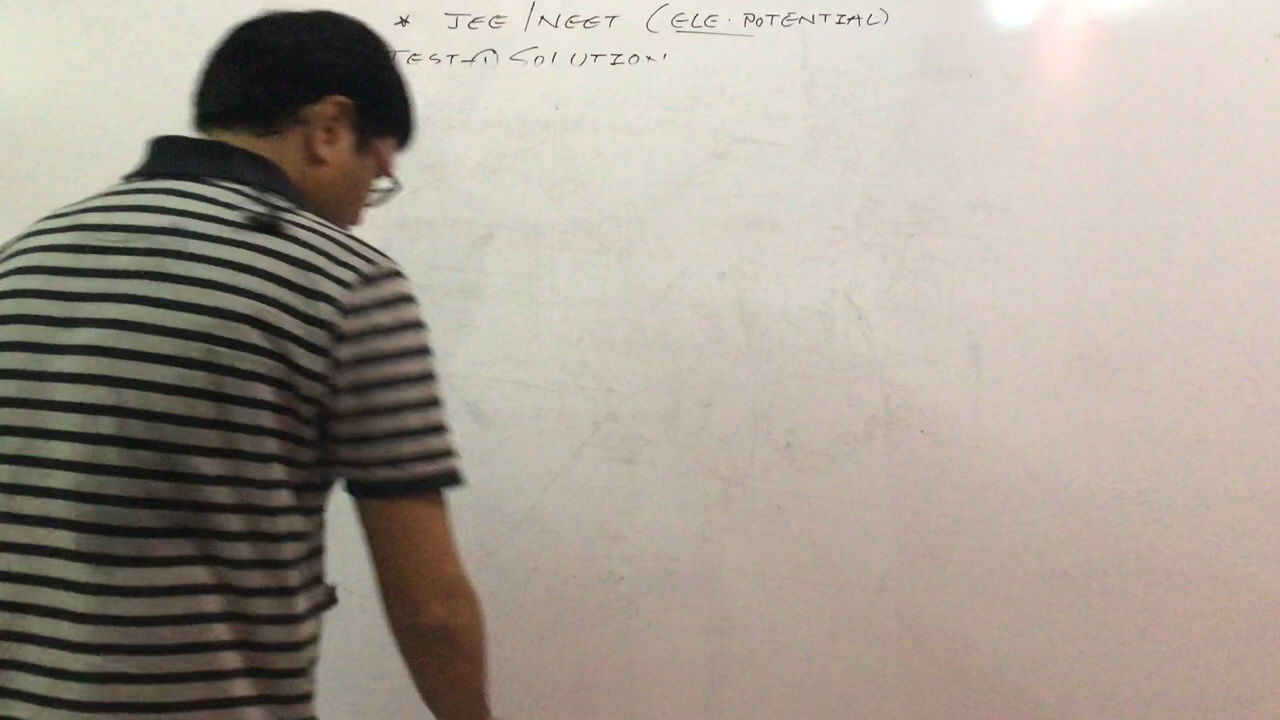 * JEE/NEET (ELE. POTENTIAL)
TEST-① SOLUTION